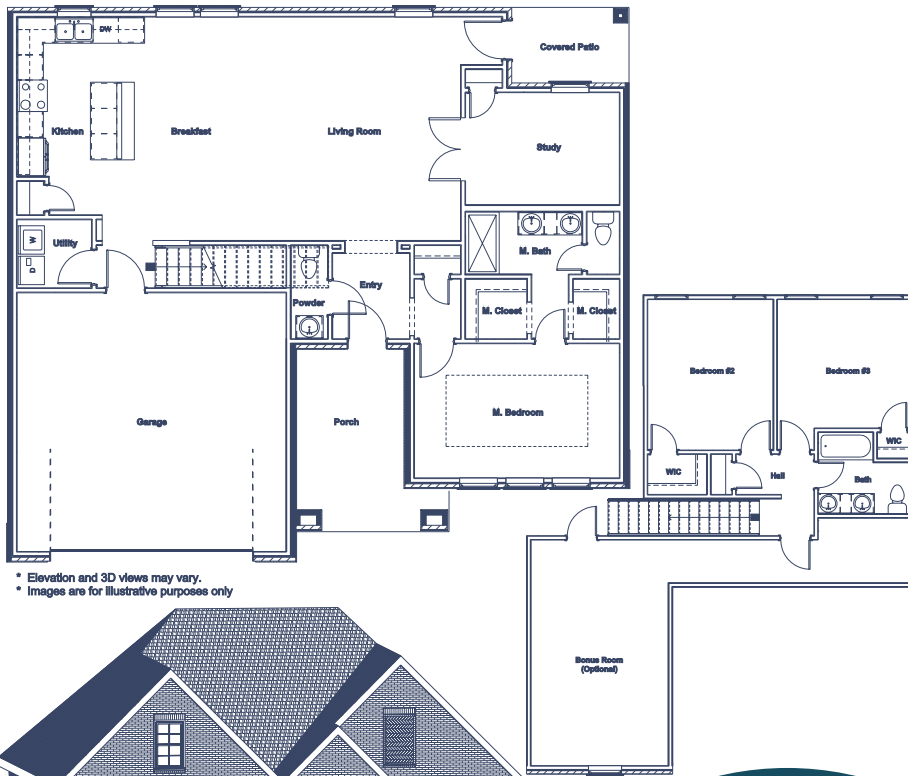 DW
Covered Patio
Kitchen
Breakfast
Living Room
Study
W
D
Utility
M. Bath
Entry
Powder
M. Closet
M. Closet
M. Bedroom
Garage
Porch
Bedroom #2
Bedroom #3
WIC
WIC
Hall
Bath
Bonus Room
(Optional)
* Elevation and 3D views may vary.
* Images are for illustrative purposes only